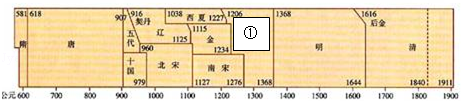 581 618 907 916 1038 1206 1368 1616
契丹 西夏 1227 后金
1115
隋 唐 五代 辽 金 ① 明 清
1125
960 1234
十国 北宋 南宋
979 1127 1276 1368 1644 1840 1911
公元 600 700 800 900 1000 1100 1200 1300 1400 1500 1600 1700 1800 1900